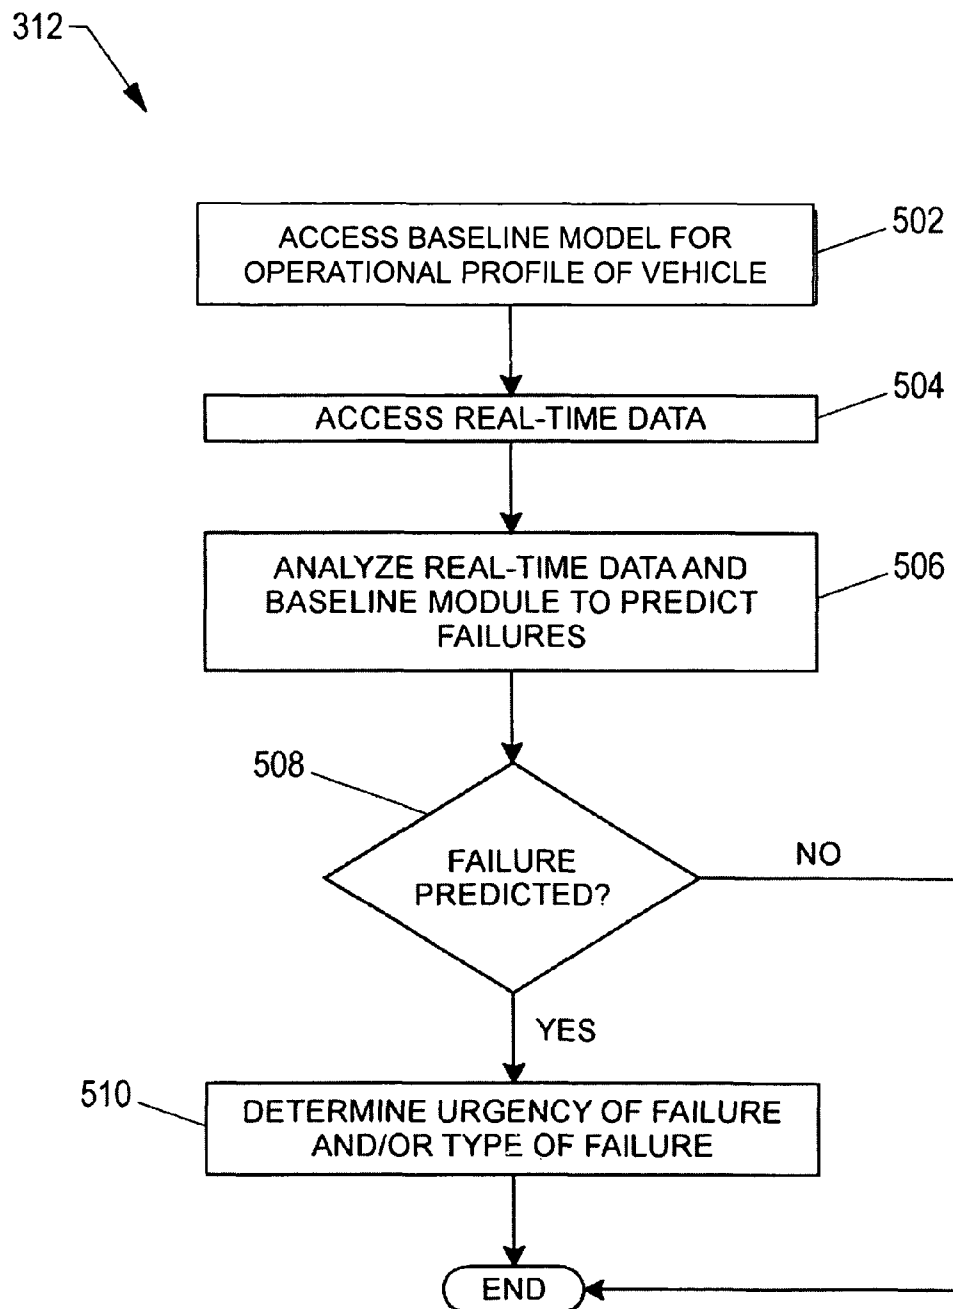 312
ACCESS BASELINE MODEL FOR
OPERATIONAL PROFILE OF VEHICLE
502
ACCESS REAL-TIME DATA
504
ANALYZE REAL-TIME DATA AND
BASELINE MODULE TO PREDICT
FAILURES
506
508
FAILURE
PREDICTED?
NO
YES
510
DETERMINE URGENCY OF FAILURE
AND/OR TYPE OF FAILURE
END